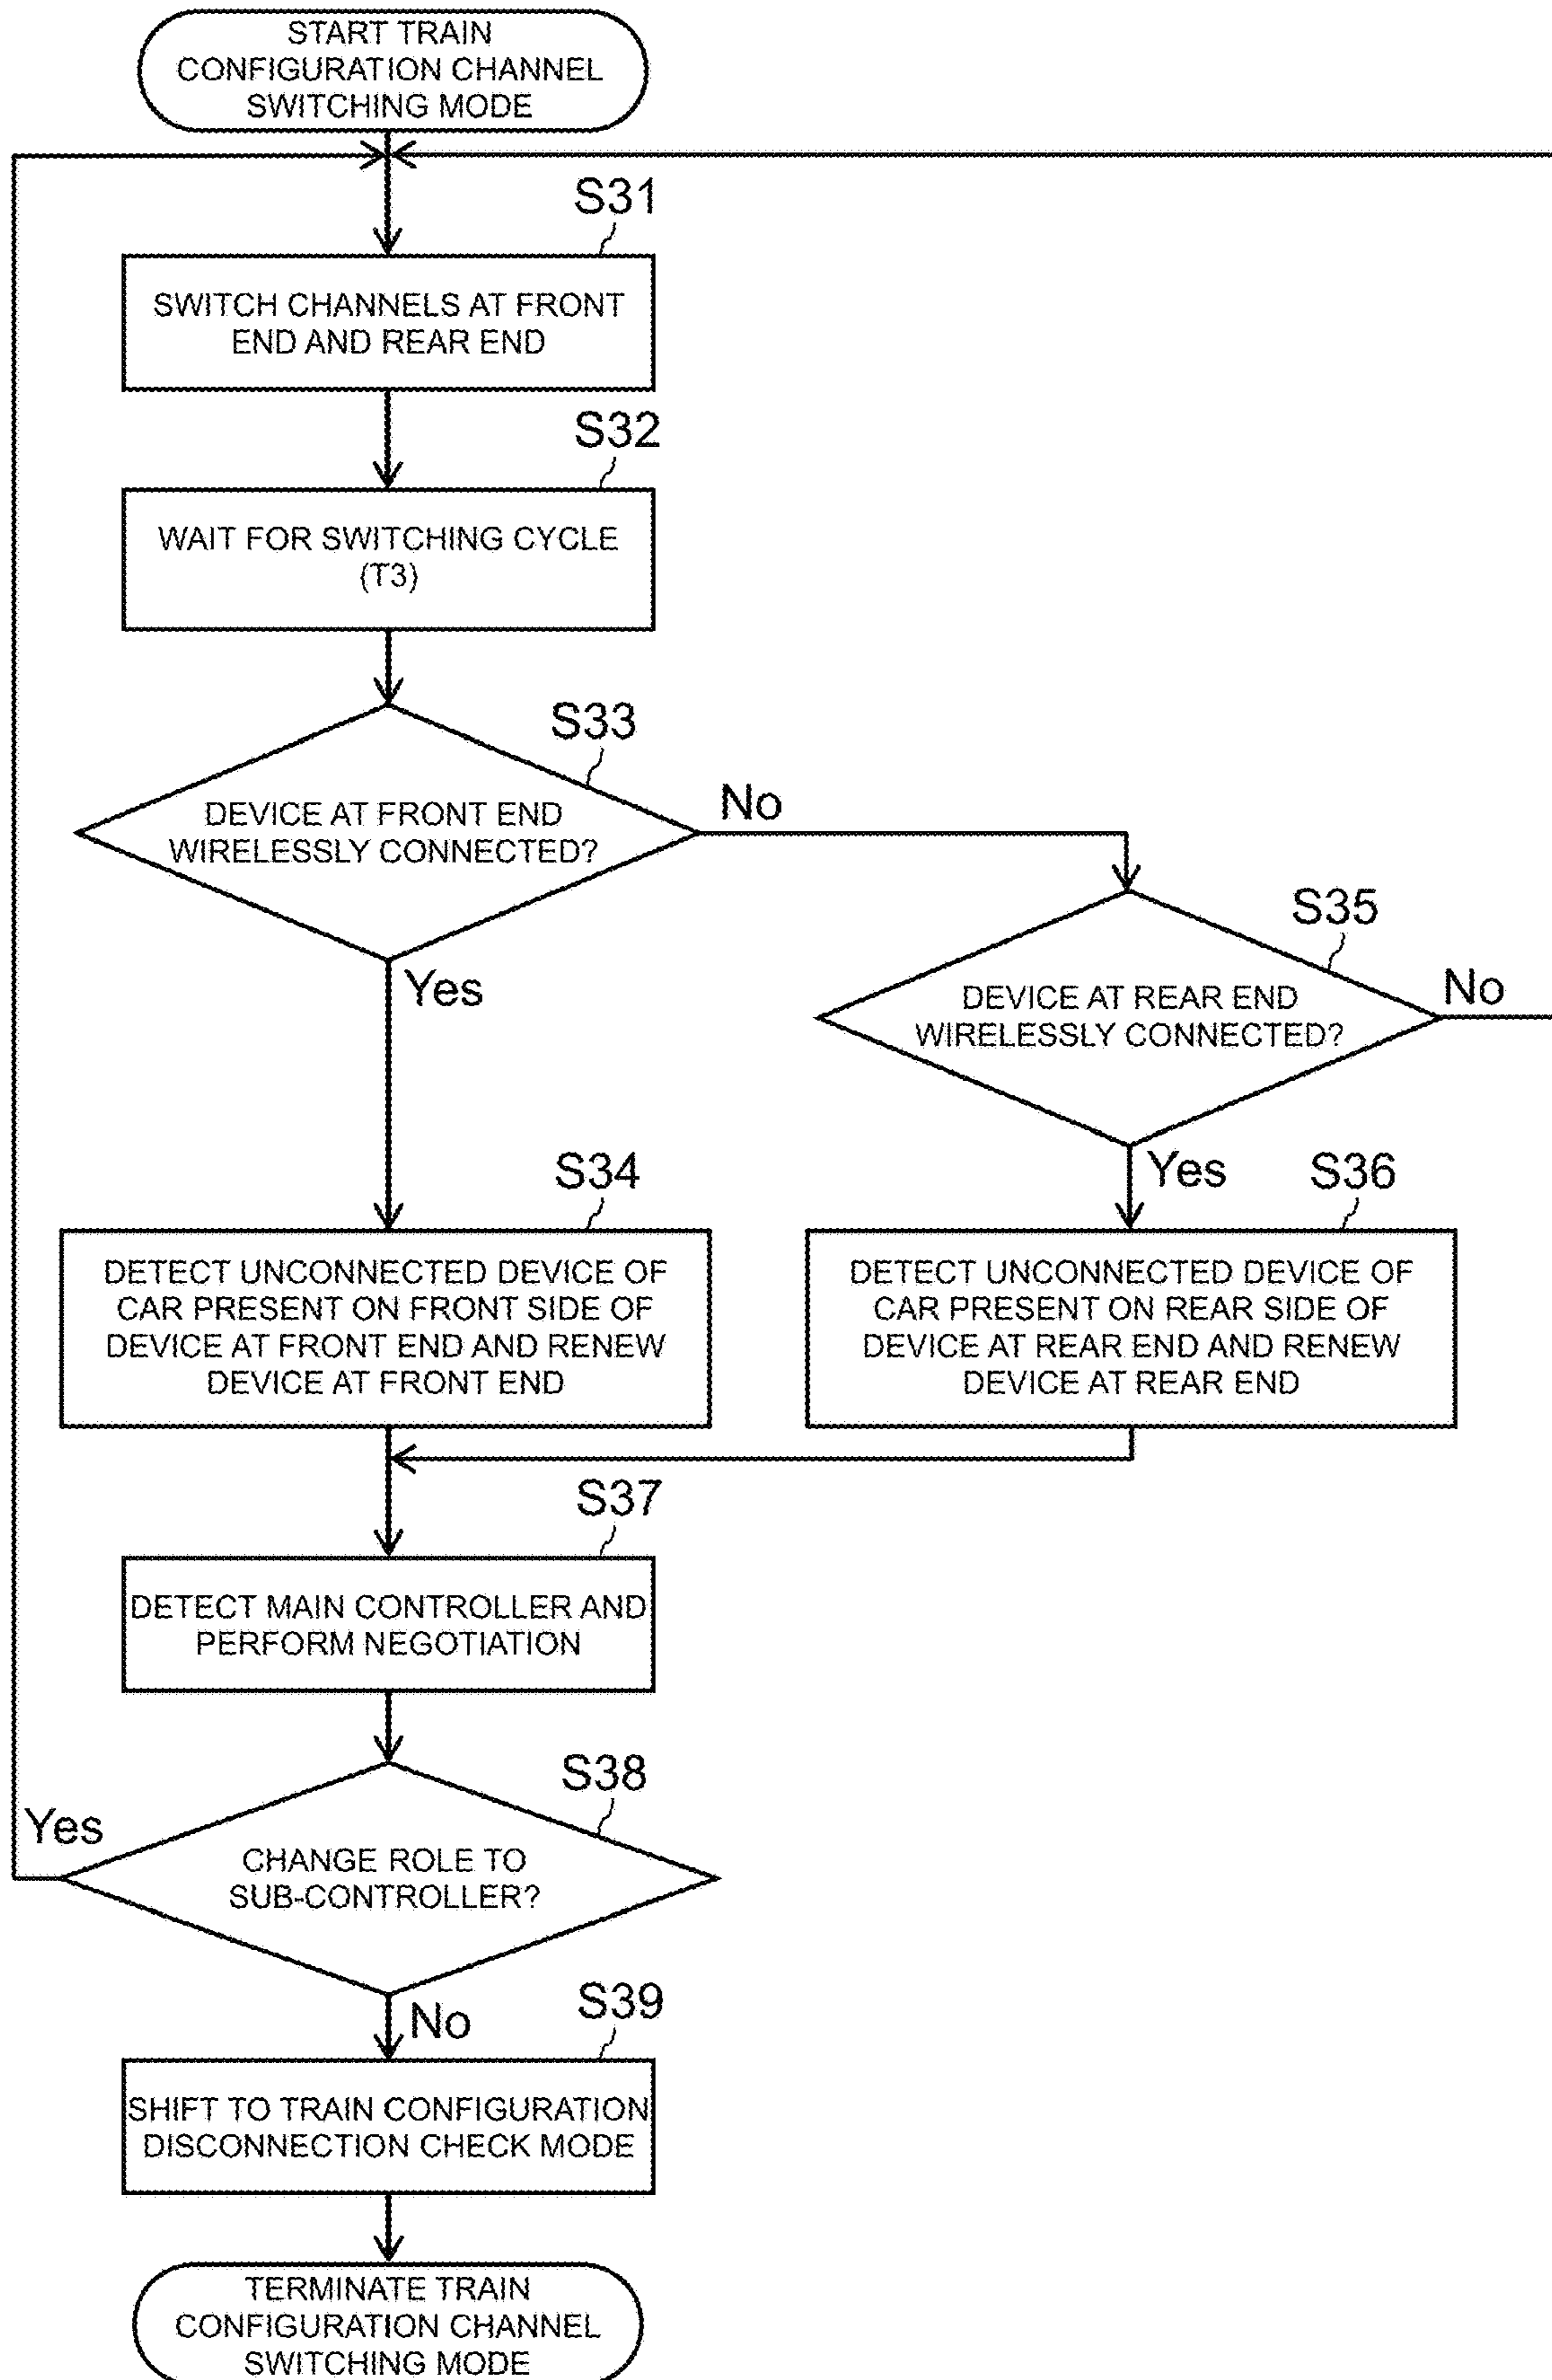 START TRAIN
CONFIGURATION CHANNEL
SWITCHING MODE
S31
SWITCH CHANNELS AT FRONT
END AND REAR END
S32
WAIT FOR SWITCHING CYCLE
(T3)
S33
DEVICE AT FRONT END
WIRELESSLY CONNECTED?
No
Yes
S35
DEVICE AT REAR END
WIRELESSLY CONNECTED?
No
Yes
S34
DETECT UNCONNECTED DEVICE OF
CAR PRESENT ON FRONT SIDE OF
DEVICE AT FRONT END AND RENEW
DEVICE AT FRONT END
S36
DETECT UNCONNECTED DEVICE OF
CAR PRESENT ON REAR SIDE OF
DEVICE AT REAR END AND RENEW
DEVICE AT REAR END
S37
DETECT MAIN CONTROLLER AND
PERFORM NEGOTIATION
S38
Yes
CHANGE ROLE TO
SUB-CONTROLLER?
No
S39
SHIFT TO TRAIN CONFIGURATION
DISCONNECTION CHECK MODE
TERMINATE TRAIN
CONFIGURATION CHANNEL
SWITCHING MODE